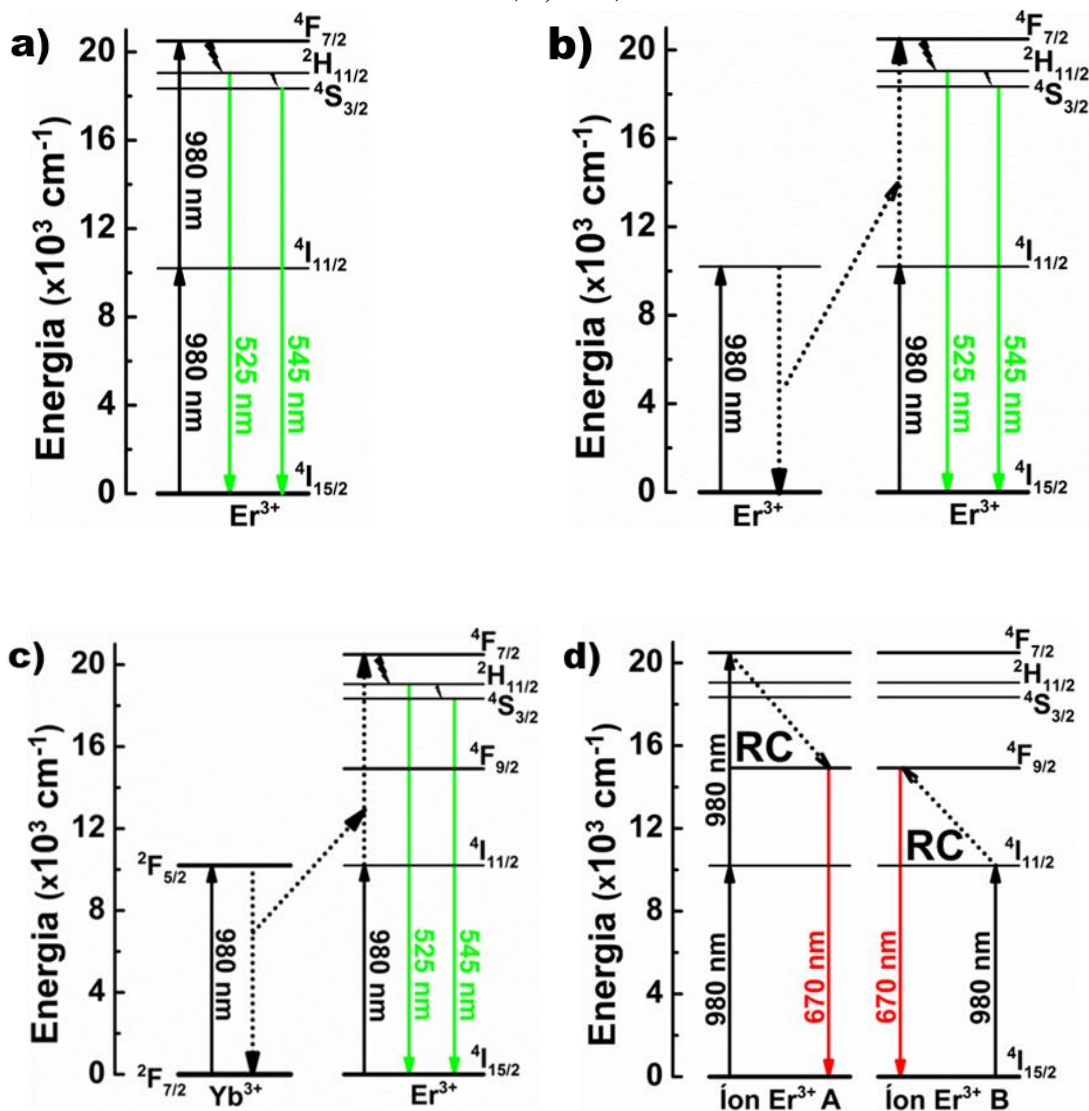 a)
Energia (x10³ cm⁻¹)
20
16
12
8
4
0
⁴F₇/₂
²H₁₁/₂
⁴S₃/₂
⁴I₁₁/₂
⁴I₁₅/₂
980 nm
980 nm
525 nm
545 nm
Er³⁺
b)
Energia (x10³ cm⁻¹)
20
16
12
8
4
0
⁴F₇/₂
²H₁₁/₂
⁴S₃/₂
⁴I₁₁/₂
⁴I₁₅/₂
980 nm
980 nm
525 nm
545 nm
Er³⁺
Er³⁺
c)
Energia (x10³ cm⁻¹)
20
16
12
8
4
0
²F₅/₂
²F₇/₂
⁴F₇/₂
²H₁₁/₂
⁴S₃/₂
⁴F₉/₂
⁴I₁₁/₂
⁴I₁₅/₂
980 nm
980 nm
525 nm
545 nm
Yb³⁺
Er³⁺
d)
Energia (x10³ cm⁻¹)
20
16
12
8
4
0
⁴F₇/₂
²H₁₁/₂
⁴S₃/₂
⁴F₉/₂
⁴I₁₁/₂
⁴I₁₅/₂
RC
RC
980 nm
980 nm
670 nm
670 nm
980 nm
Íon Er³⁺ A
Íon Er³⁺ B